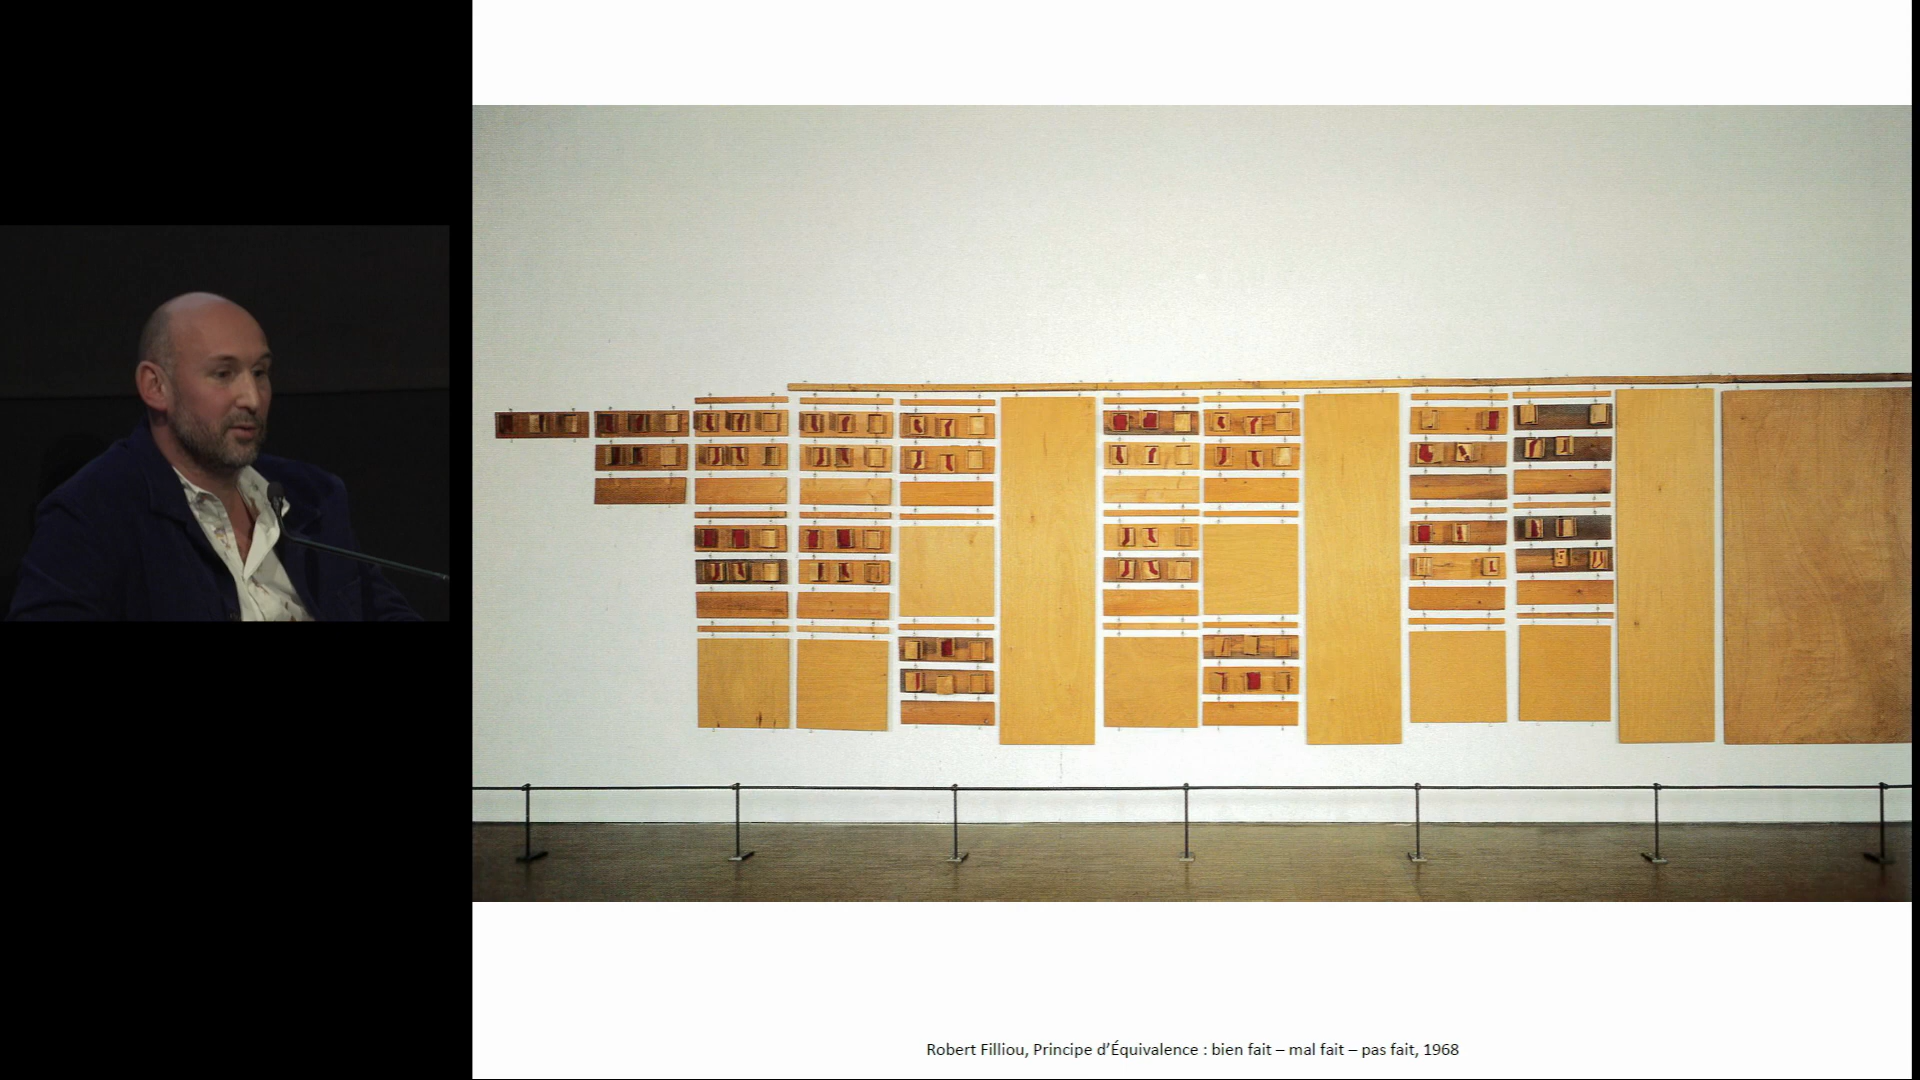 Robert Filliou, Principe d’Équivalence : bien fait – mal fait – pas fait, 1968